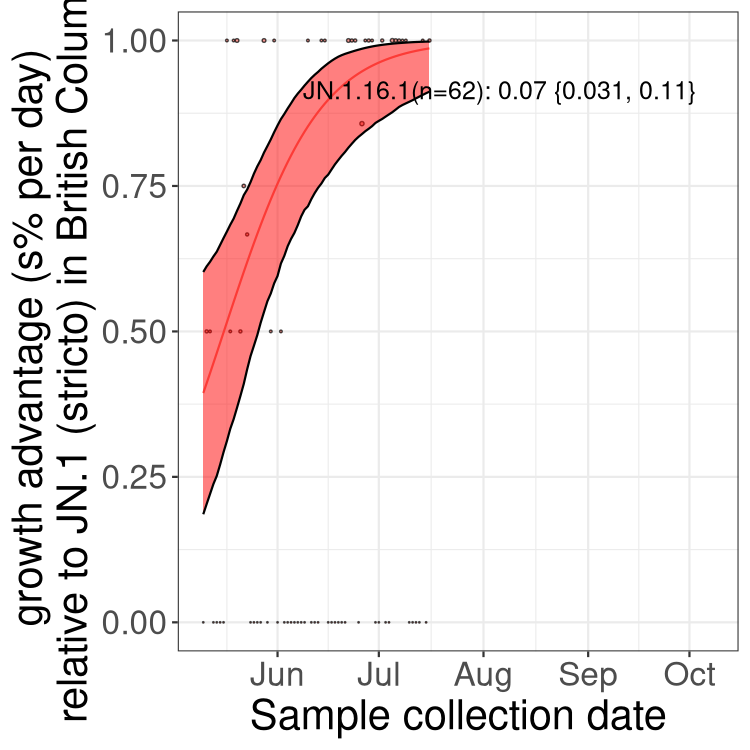 growth advantage (s% per day)
relative to JN.1 (stricto) in British Colum
1.00
0.75
0.50
0.25
0.00
JN.1.16.1(n=62): 0.07 {0.031, 0.11}
Jun Jul Aug Sep Oct
Sample collection date